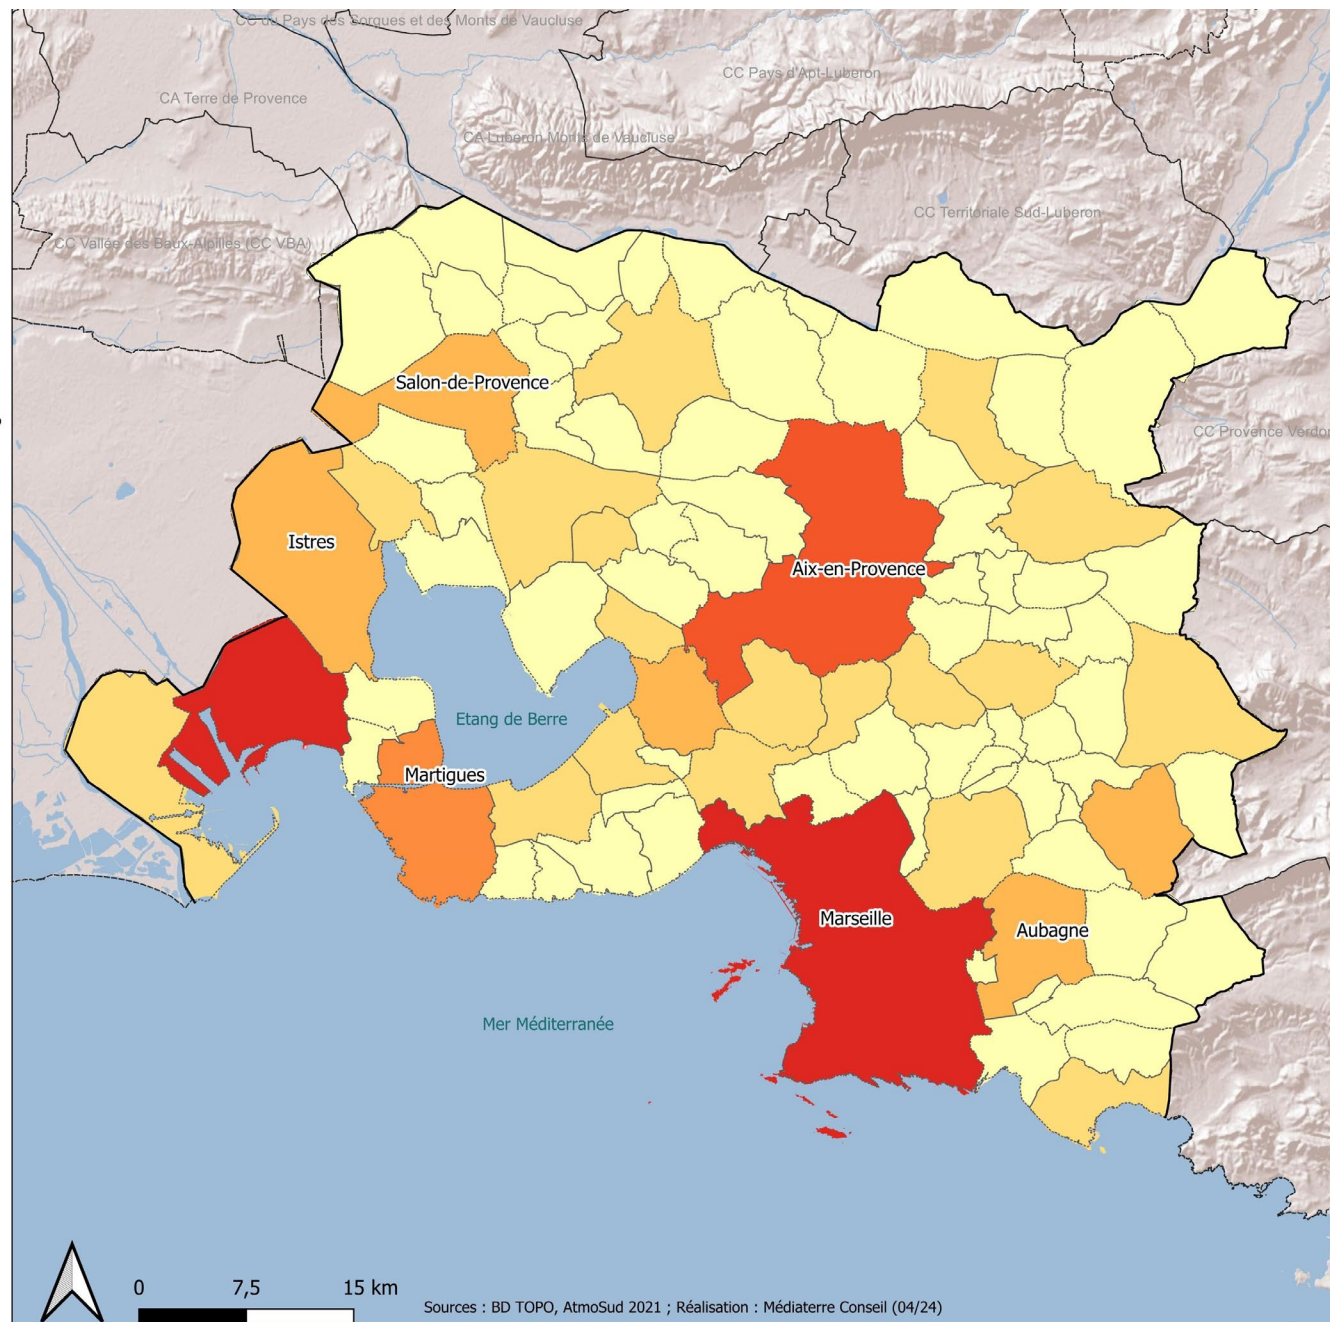 CC du Pays des Sorgues et des Monts de Vaucluse
CC Pays d'Apt-Luberon
CA Terre de Provence
CA Luberon Monts de Vaucluse
CC Territoriale Sud-Luberon
CC Vallée des Baux-Alpilles (CC VBA)
Salon-de-Provence
CC Provence Verdon
Istres
Aix-en-Provence
Etang de Berre
Martigues
Marseille
Aubagne
Mer Méditerranée
0 7,5 15 km
Sources : BD TOPO, AtmoSud 2021 ; Réalisation : Médiaterre Conseil (04/24)